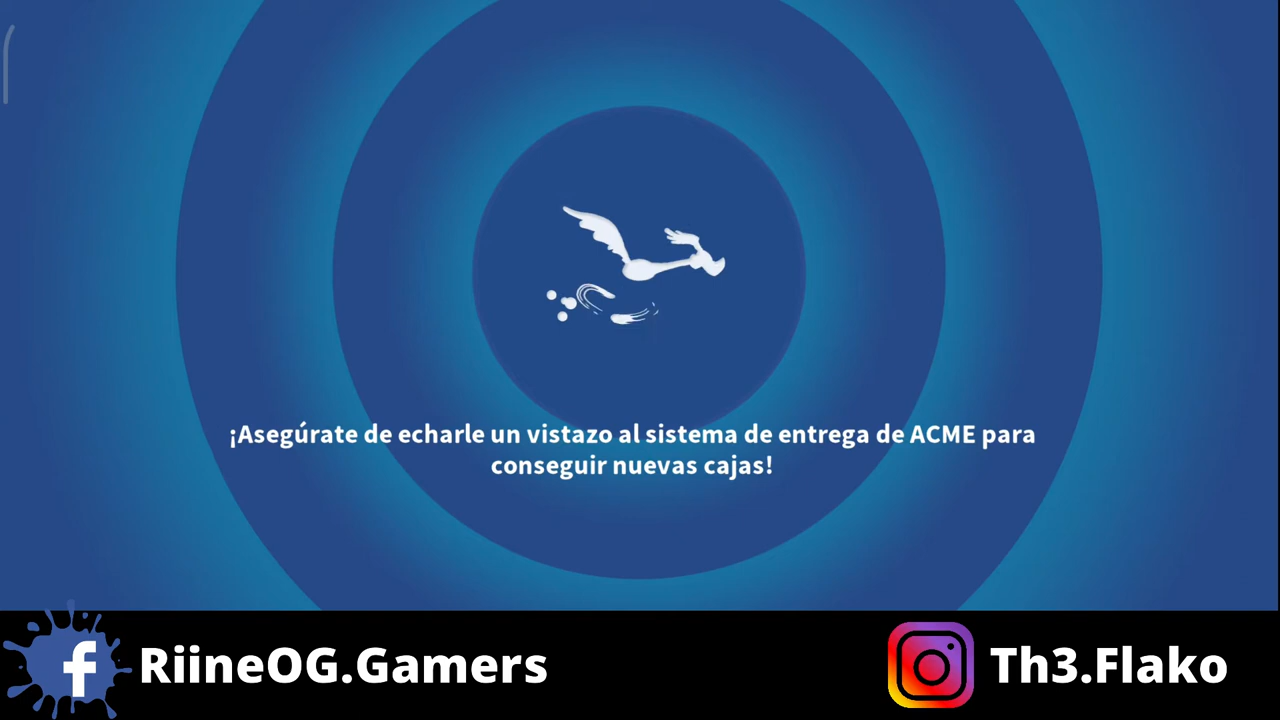 ¡Asegúrate de echarle un vistazo al sistema de entrega de ACME para
conseguir nuevas cajas!
RiineOG.Gamers
Th3.Flako